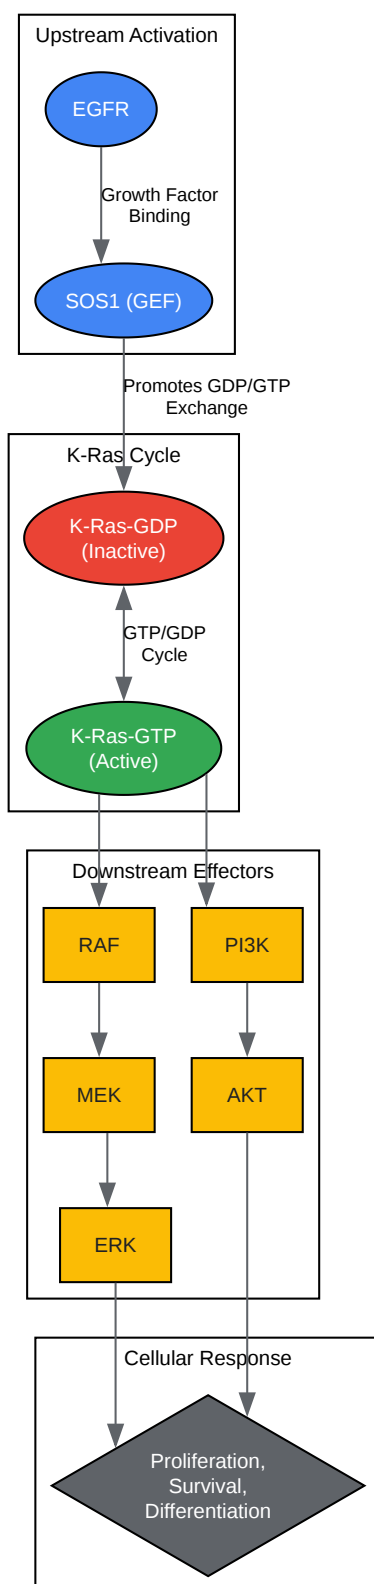 Upstream Activation
EGFR
Growth Factor
Binding
SOS1 (GEF)
Promotes GDP/GTP
Exchange
K-Ras Cycle
K-Ras-GDP
(Inactive)
GTP/GDP
Cycle
K-Ras-GTP
(Active)
Downstream Effectors
RAF
PI3K
MEK
AKT
ERK
Cellular Response
Proliferation,
Survival,
Differentiation